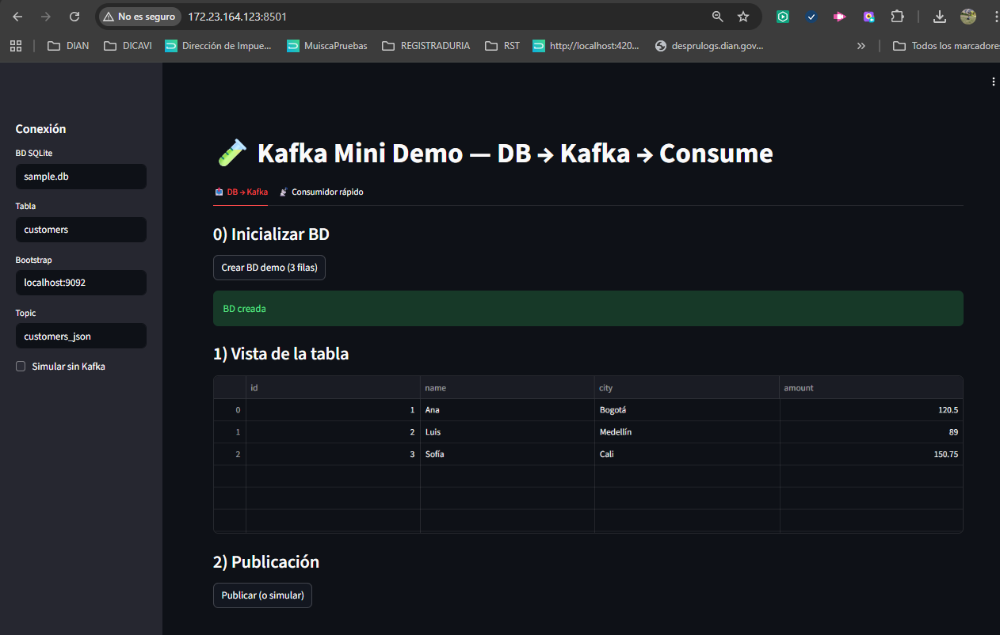 No es seguro 172.23.164.123:8501
DIAN DICAVI Dirección de Impue... MuiscaPruebas REGISTRADURIA RST http://localhost:420... desprulogs.dian.gov... » Todos los marcadores
Conexión
BD SQLite
sample.db
Tabla
customers
Bootstrap
localhost:9092
Topic
customers_json
Simular sin Kafka
Kafka Mini Demo — DB → Kafka → Consume
DB → Kafka Consumidor rápido
0) Inicializar BD
Crear BD demo (3 filas)
BD creada
1) Vista de la tabla
id name city amount
0 1 Ana Bogotá 120.5
1 2 Luis Medellín 89
2 3 Sofía Cali 150.75
2) Publicación
Publicar (o simular)